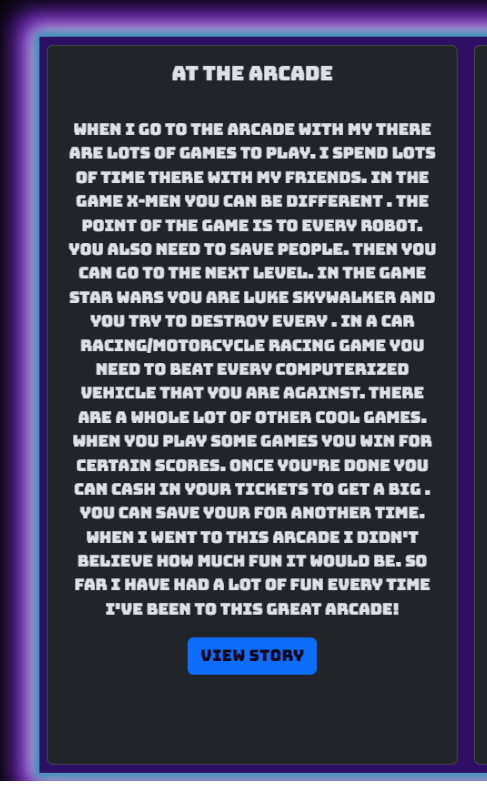 AT THE ARCADE
WHEN I GO TO THE ARCADE WITH MY THERE
ARE LOTS OF GAMES TO PLAY. I SPEND LOTS
OF TIME THERE WITH MY FRIENDS. IN THE
GAME X-MEN YOU CAN BE DIFFERENT . THE
POINT OF THE GAME IS TO EVERY ROBOT.
YOU ALSO NEED TO SAVE PEOPLE. THEN YOU
CAN GO TO THE NEXT LEVEL. IN THE GAME
STAR WARS YOU ARE LUKE SKYWALKER AND
YOU TRY TO DESTROY EVERY . IN A CAR
RACING/MOTORCYCLE RACING GAME YOU
NEED TO BEAT EVERY COMPUTERIZED
VEHICLE THAT YOU ARE AGAINST. THERE
ARE A WHOLE LOT OF OTHER COOL GAMES.
WHEN YOU PLAY SOME GAMES YOU WIN FOR
CERTAIN SCORES. ONCE YOU'RE DONE YOU
CAN CASH IN YOUR TICKETS TO GET A BIG .
YOU CAN SAVE YOUR FOR ANOTHER TIME.
WHEN I WENT TO THIS ARCADE I DIDN'T
BELIEVE HOW MUCH FUN IT WOULD BE. SO
FAR I HAVE HAD A LOT OF FUN EVERY TIME
I'VE BEEN TO THIS GREAT ARCADE!
VIEW STORY